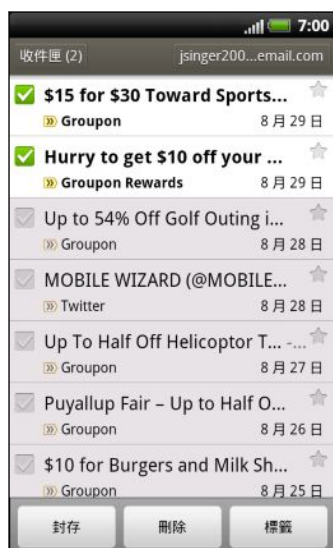 7:00
收件匣 (2) jsinger200...email.com
$15 for $30 Toward Sports...
Groupon 8 月 29 日
Hurry to get $10 off your ...
Groupon Rewards 8 月 29 日
Up to 54% Off Golf Outing i...
Groupon 8 月 28 日
MOBILE WIZARD (@MOBILE...
Twitter 8 月 28 日
Up To Half Off Helicoptor T... -...
Groupon 8 月 27 日
Puyallup Fair – Up to Half O...
Groupon 8 月 26 日
$10 for Burgers and Milk Sh...
Groupon 8 月 25 日
封存 刪除 標籤